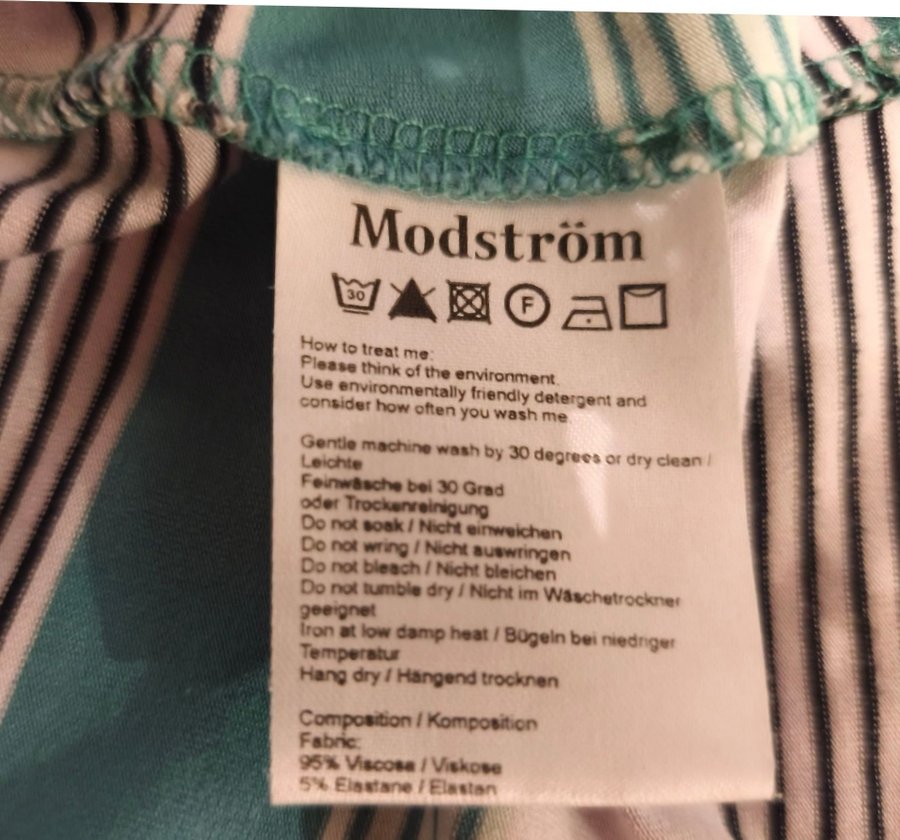 Modström
30 F
How to treat me:
Please think of the environment.
Use environmentally friendly detergent and
consider how often you wash me.
Gentle machine wash by 30 degrees or dry clean /
Leichte
Feinwäsche bei 30 Grad
oder Trockenreinigung
Do not soak / Nicht einweichen
Do not wring / Nicht auswringen
Do not bleach / Nicht bleichen
Do not tumble dry / Nicht im Wäschetrockner
geeignet
Iron at low damp heat / Bügeln bei niedriger
Temperatur
Hang dry / Hängend trocknen
Composition / Komposition
Fabric:
95% Viscose / Viskose
5% Elastane / Elastan